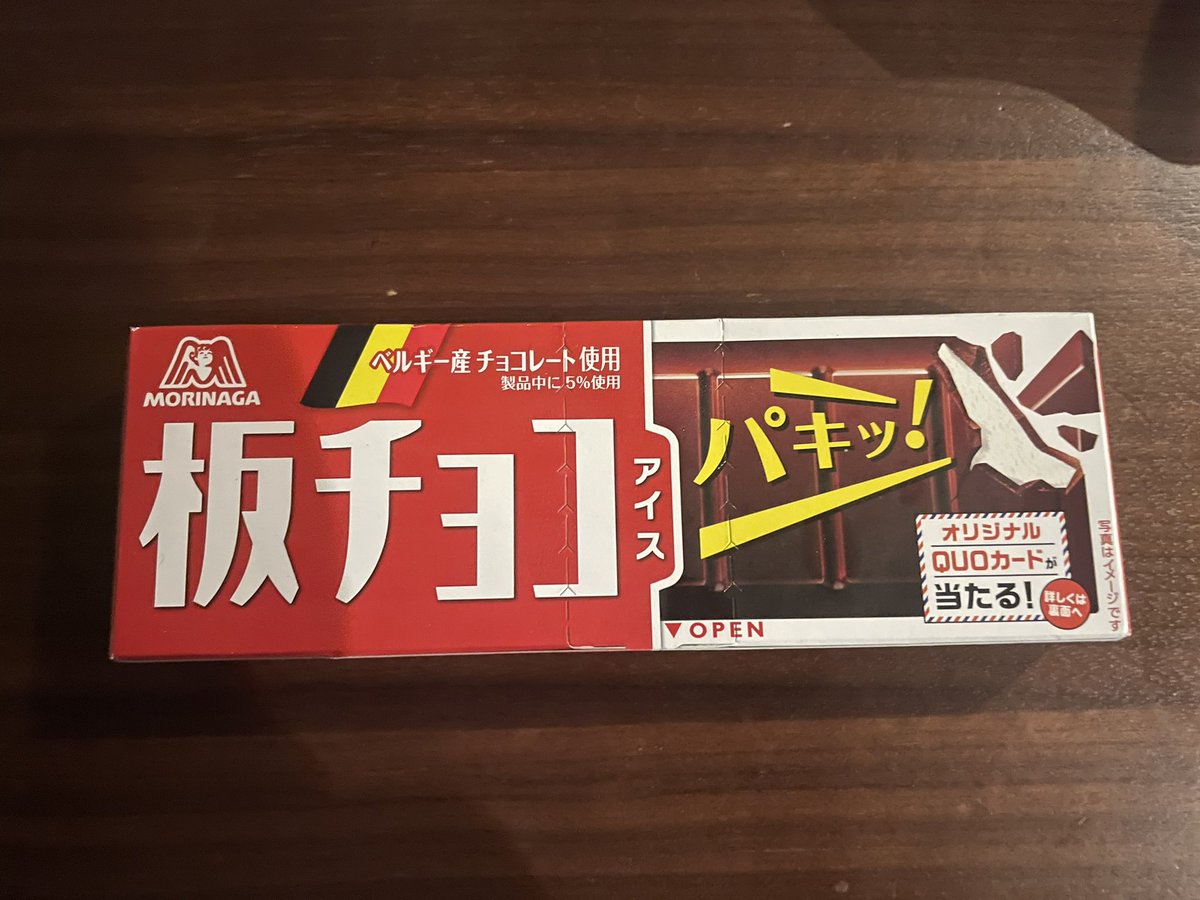 MORINAGA
ベルギー産チョコレート使用
製品中に5%使用
板チョコ
アイス
パキッ!
オリジナル
QUOカードが
当たる!
詳しくは
裏面へ
▼OPEN
写真はイメージです